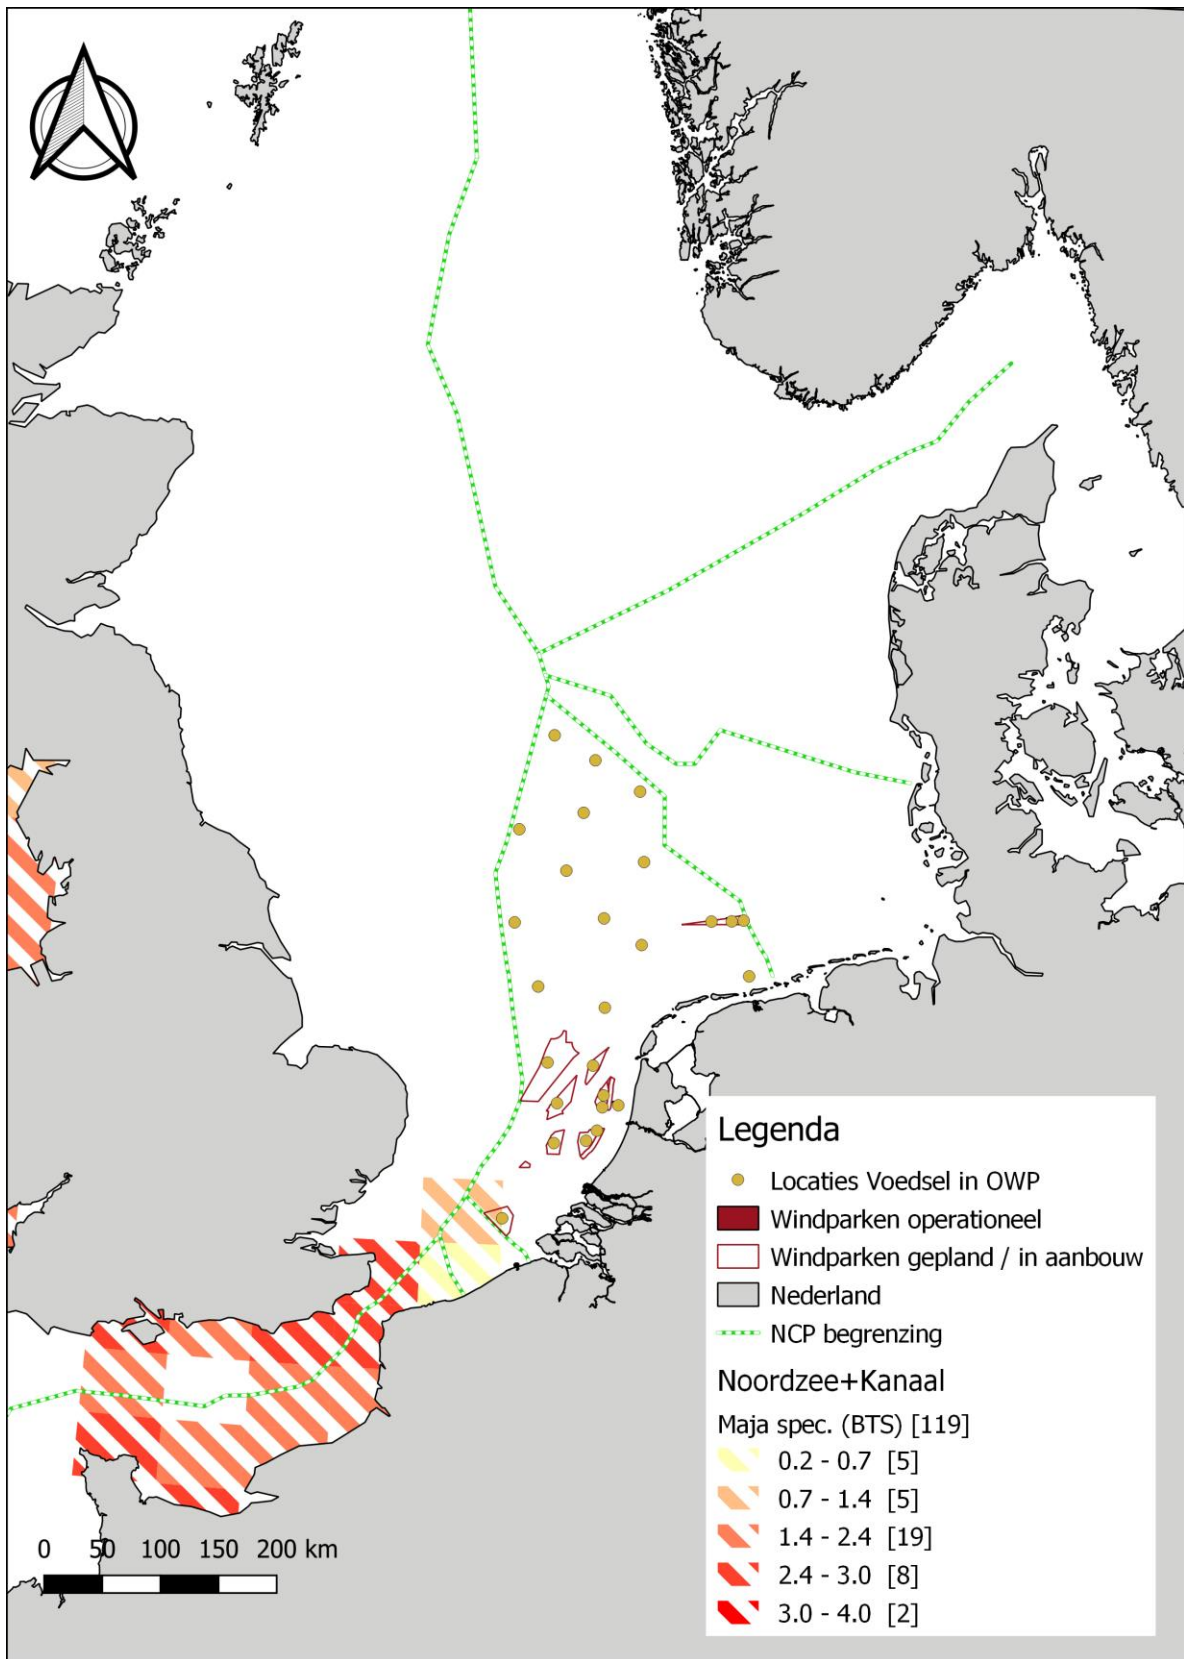 Legenda
Locaties Voedsel in OWP
Windparken operationeel
Windparken gepland / in aanbouw
Nederland
NCP begrenzing
Noordzee+Kanaal
Maja spec. (BTS) [119]
0.2 - 0.7 [5]
0.7 - 1.4 [5]
1.4 - 2.4 [19]
2.4 - 3.0 [8]
3.0 - 4.0 [2]
0 50 100 150 200 km